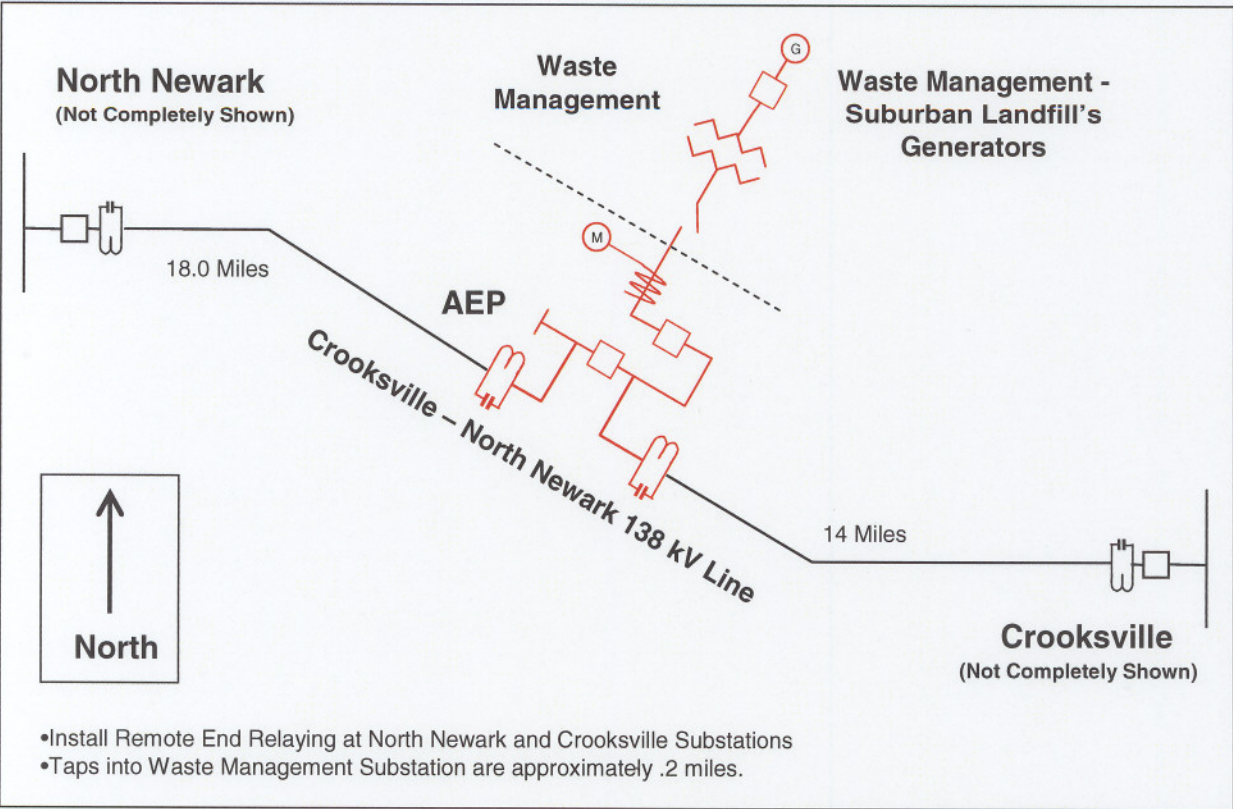 North Newark
(Not Completely Shown)
Waste
Management
G
Waste Management -
Suburban Landfill's
Generators
M
18.0 Miles
AEP
Crooksville – North Newark 138 kV Line
14 Miles
North
Crooksville
(Not Completely Shown)
•Install Remote End Relaying at North Newark and Crooksville Substations
•Taps into Waste Management Substation are approximately .2 miles.